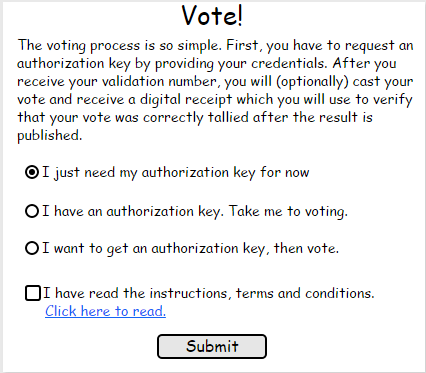 Vote!
The voting process is so simple. First, you have to request an
authorization key by providing your credentials. After you
receive your validation number, you will (optionally) cast your
vote and receive a digital receipt which you will use to verify
that your vote was correctly tallied after the result is
published.
I just need my authorization key for now
I have an authorization key. Take me to voting.
I want to get an authorization key, then vote.
I have read the instructions, terms and conditions.
Click here to read.
Submit